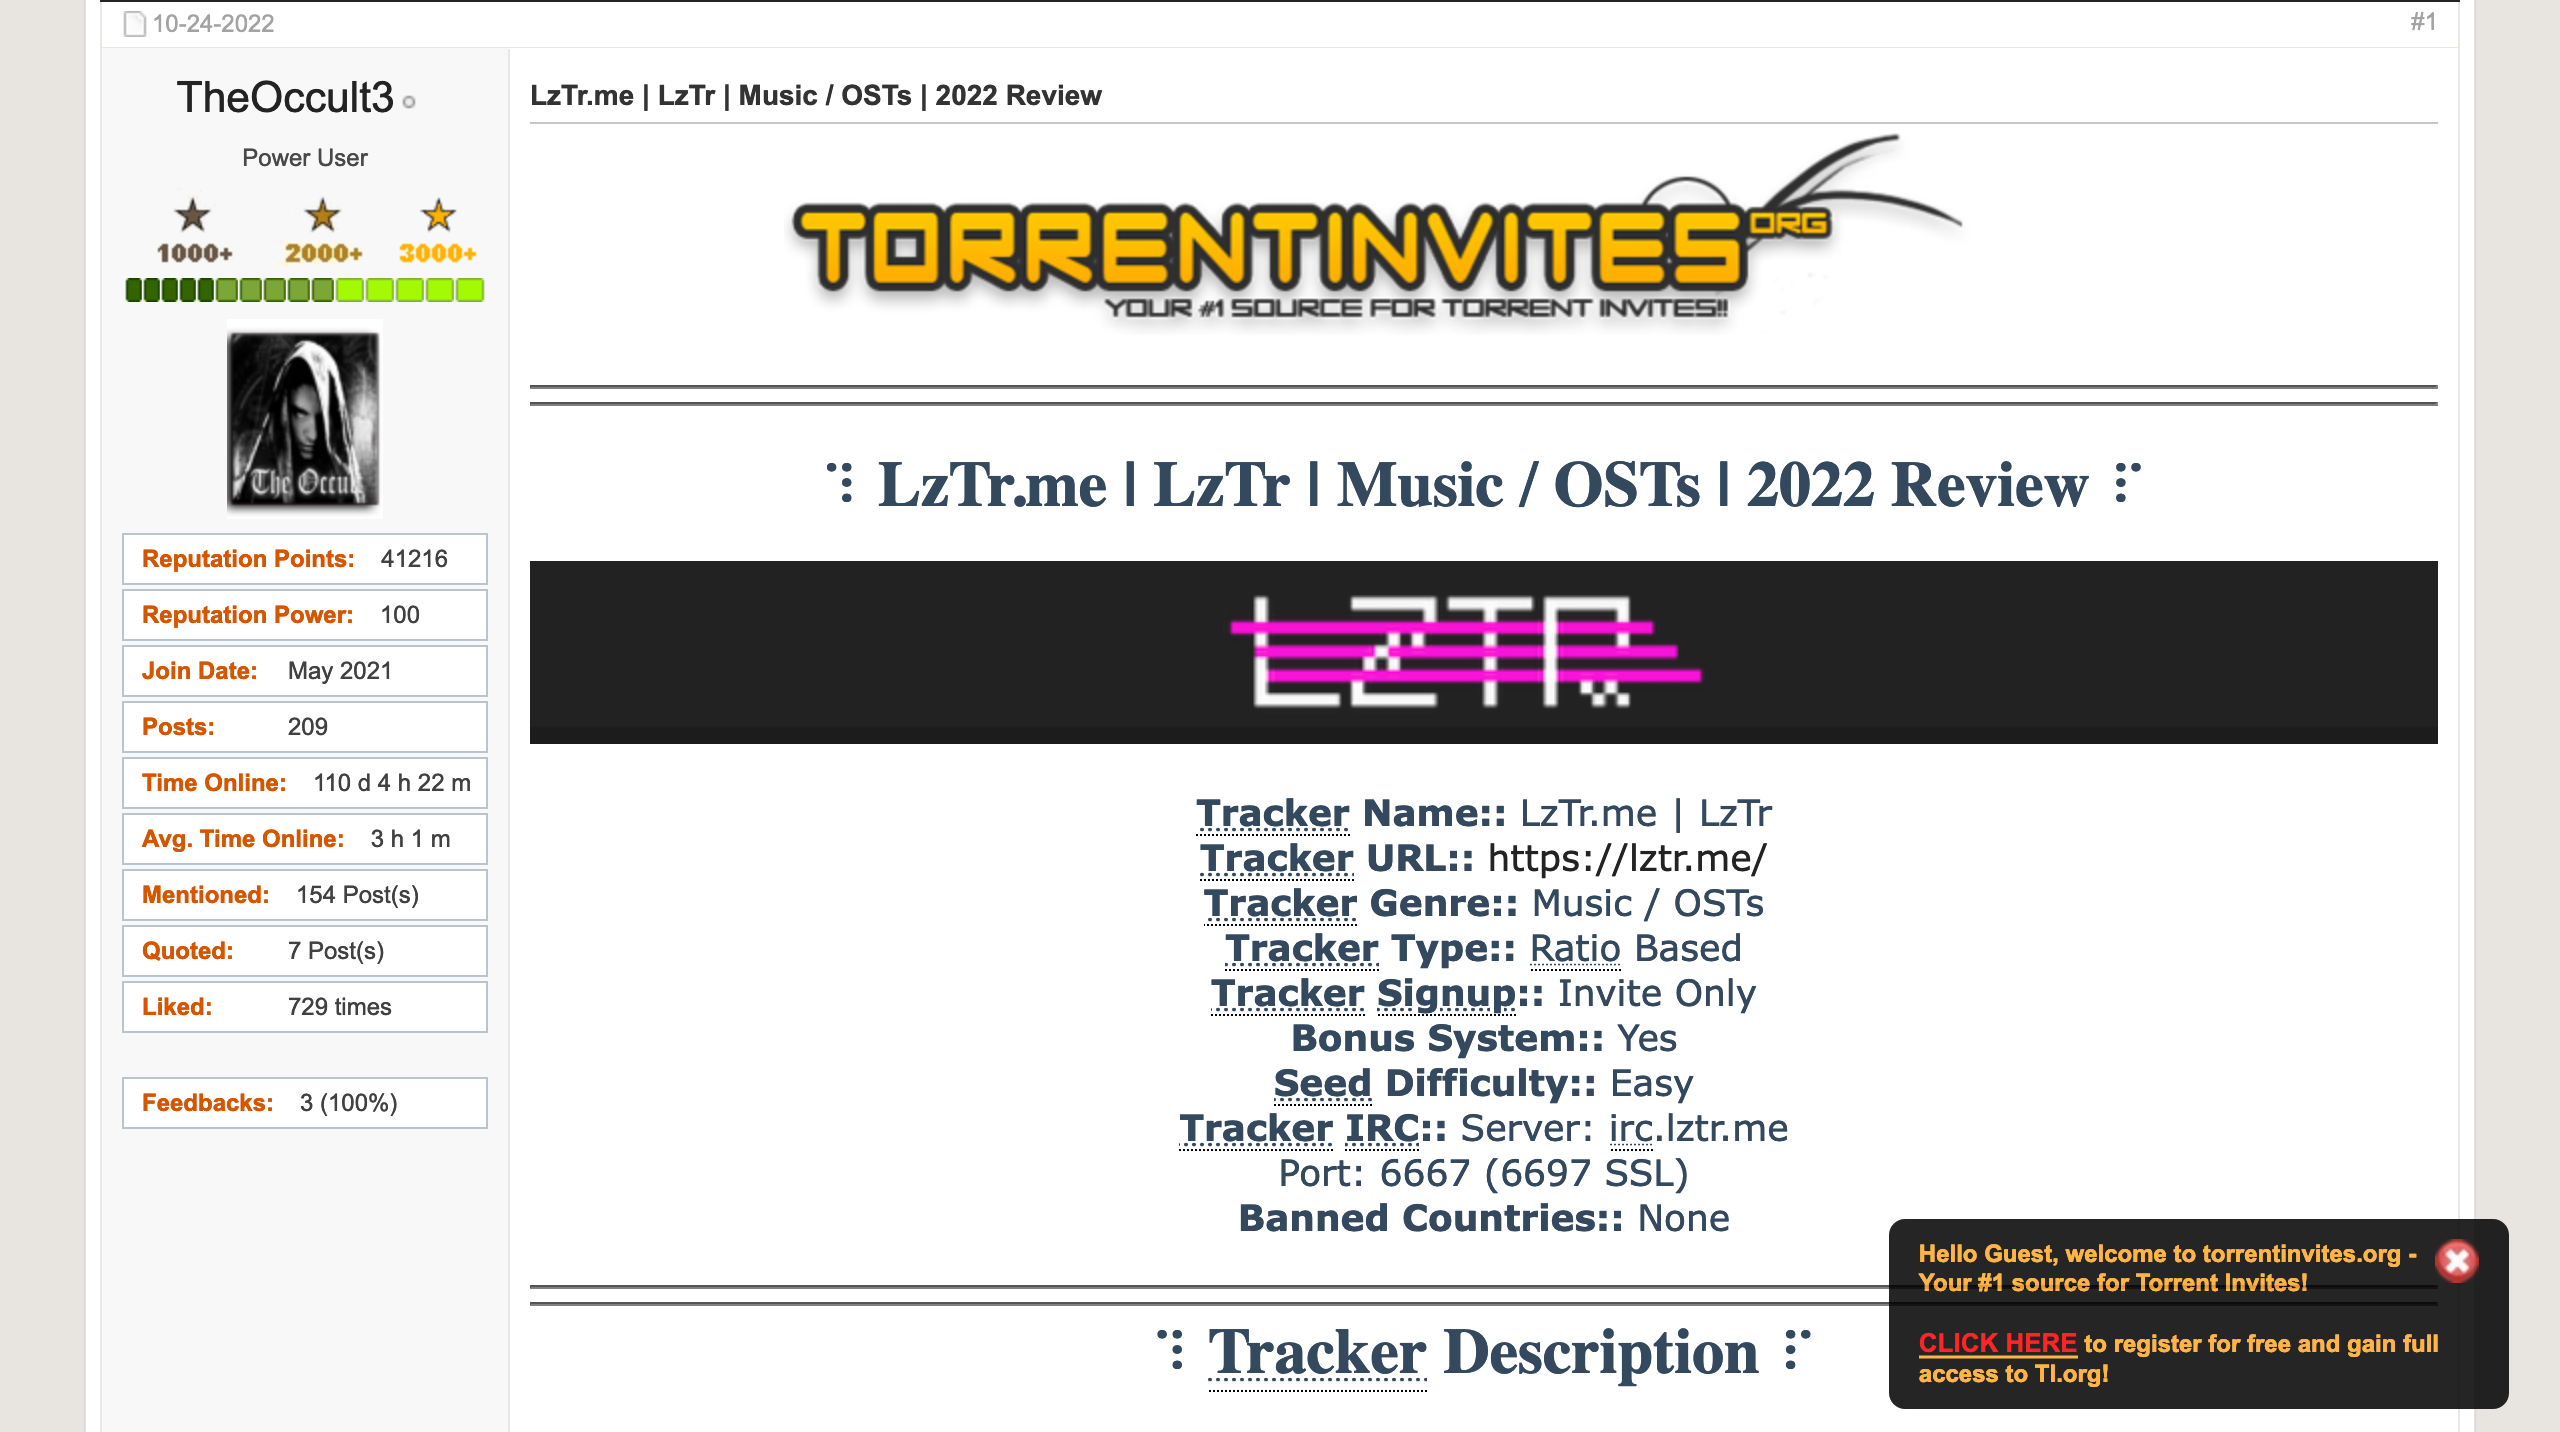 10-24-2022
#1
TheOccult3
Power User
1000+ 2000+ 3000+
The Occul
Reputation Points: 41216
Reputation Power: 100
Join Date: May 2021
Posts: 209
Time Online: 110 d 4 h 22 m
Avg. Time Online: 3 h 1 m
Mentioned: 154 Post(s)
Quoted: 7 Post(s)
Liked: 729 times
Feedbacks: 3 (100%)
LzTr.me | LzTr | Music / OSTs | 2022 Review
TORRENTINVITES ORG
YOUR #1 SOURCE FOR TORRENT INVITES!!
⠙⠇ LzTr.me | LzTr | Music / OSTs | 2022 Review ⠏⠁
LZTR
Tracker Name:: LzTr.me | LzTr
Tracker URL:: https://lztr.me/
Tracker Genre:: Music / OSTs
Tracker Type:: Ratio Based
Tracker Signup:: Invite Only
Bonus System:: Yes
Seed Difficulty:: Easy
Tracker IRC:: Server: irc.lztr.me
Port: 6667 (6697 SSL)
Banned Countries:: None
Tracker Description
Hello Guest, welcome to torrentinvites.org -
Your #1 source for Torrent Invites!
CLICK HERE to register for free and gain full
access to TI.org!